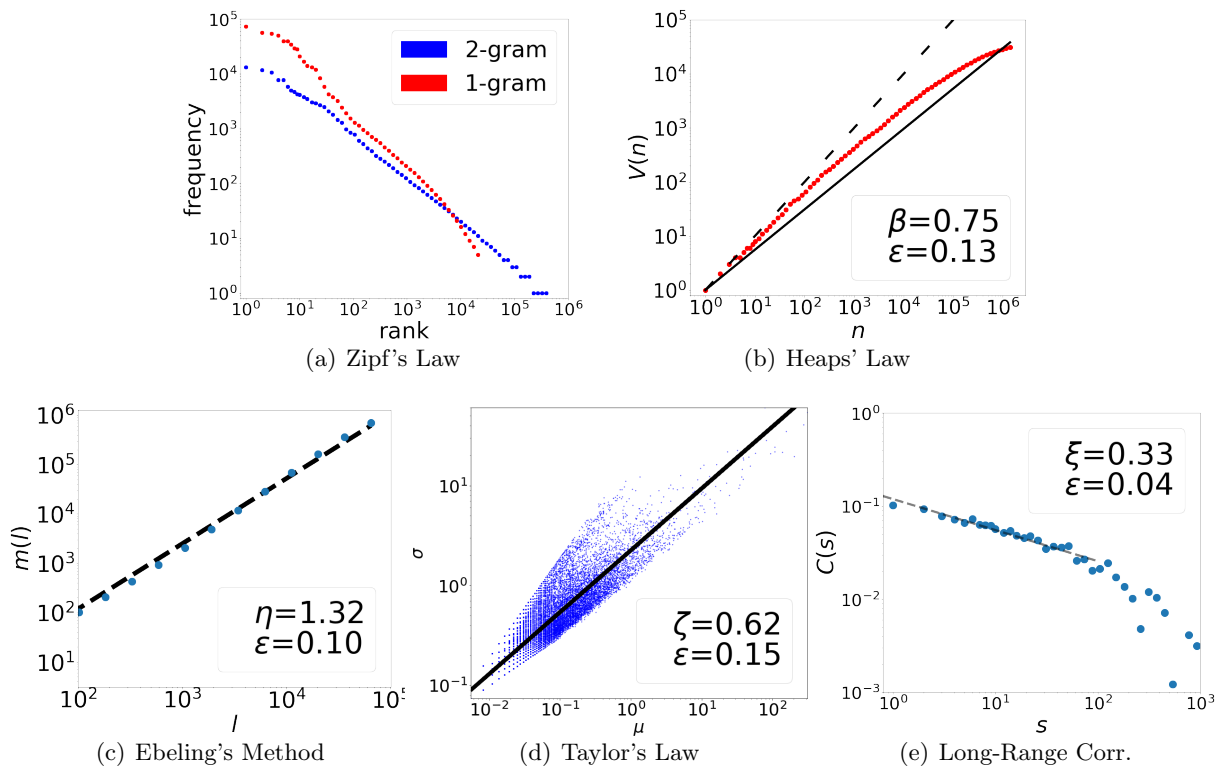 10^5
10^4
10^3
10^2
10^1
10^0
frequency
2-gram
1-gram
10^0 10^1 10^2 10^3 10^4 10^5 10^6
rank
(a) Zipf's Law
10^5
10^4
10^3
10^2
10^1
10^0
V(n)
β=0.75
ε=0.13
10^0 10^1 10^2 10^3 10^4 10^5 10^6
n
(b) Heaps' Law
10^6
10^5
10^4
10^3
10^2
10^1
m(l)
η=1.32
ε=0.10
10^2 10^3 10^4 10^5
l
(c) Ebeling's Method
10^1
10^0
10^-1
σ
ζ=0.62
ε=0.15
10^-2 10^-1 10^0 10^1 10^2
μ
(d) Taylor's Law
10^0
10^-1
10^-2
10^-3
C(s)
ξ=0.33
ε=0.04
10^0 10^1 10^2 10^3
s
(e) Long-Range Corr.